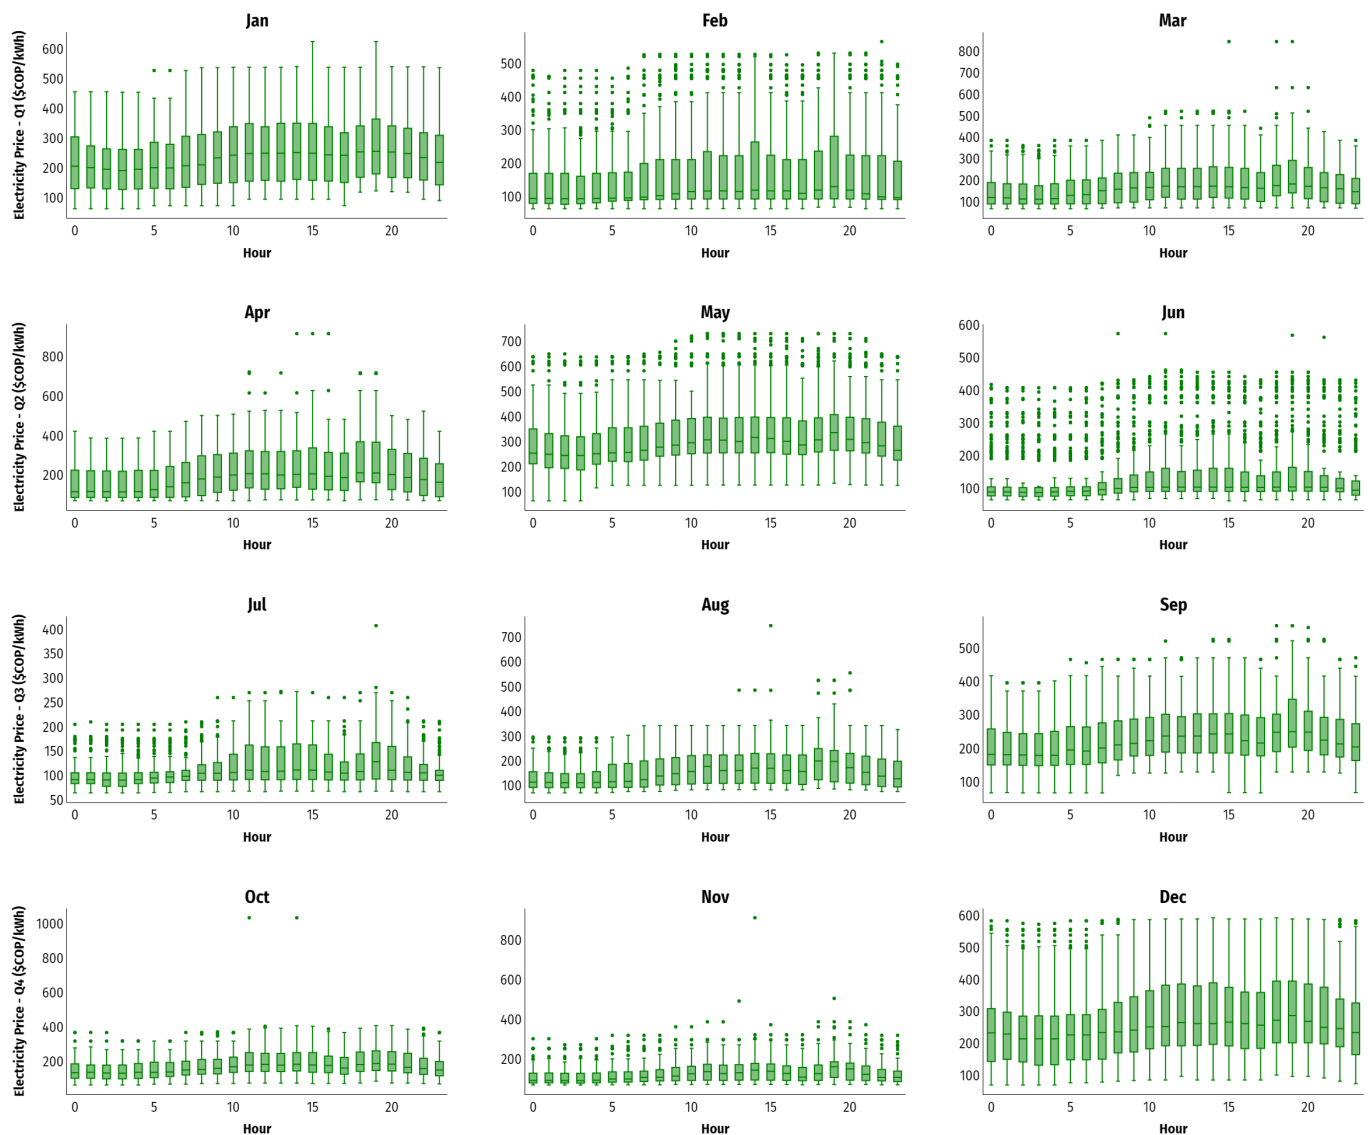 Jan
Feb
Mar
Electricity Price - Q1 ($COP/kWh)
600
500
400
300
200
100
0 5 10 15 20
Hour
500
400
300
200
100
0 5 10 15 20
Hour
800
700
600
500
400
300
200
100
0 5 10 15 20
Hour
Apr
May
Jun
Electricity Price - Q2 ($COP/kWh)
800
600
400
200
0 5 10 15 20
Hour
700
600
500
400
300
200
100
0 5 10 15 20
Hour
600
500
400
300
200
100
0 5 10 15 20
Hour
Jul
Aug
Sep
Electricity Price - Q3 ($COP/kWh)
400
350
300
250
200
150
100
50
0 5 10 15 20
Hour
700
600
500
400
300
200
100
0 5 10 15 20
Hour
500
400
300
200
100
0 5 10 15 20
Hour
Oct
Nov
Dec
Electricity Price - Q4 ($COP/kWh)
1000
800
600
400
200
0 5 10 15 20
Hour
800
600
400
200
0 5 10 15 20
Hour
600
500
400
300
200
100
0 5 10 15 20
Hour